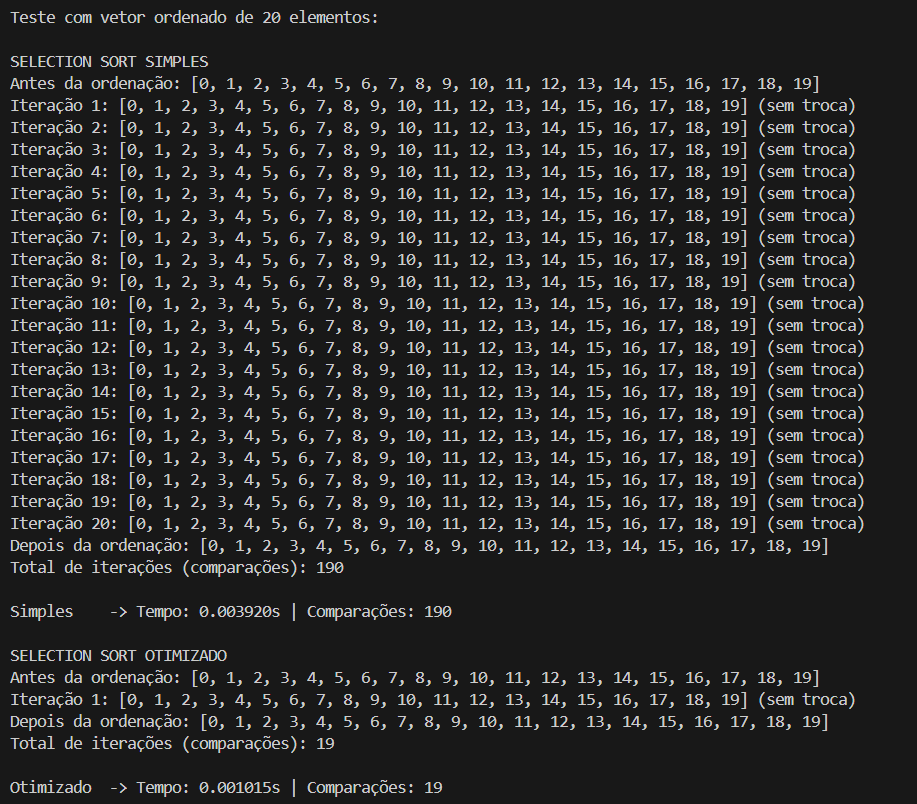 Teste com vetor ordenado de 20 elementos:
SELECTION SORT SIMPLES
Antes da ordenação: [0, 1, 2, 3, 4, 5, 6, 7, 8, 9, 10, 11, 12, 13, 14, 15, 16, 17, 18, 19]
Iteração 1: [0, 1, 2, 3, 4, 5, 6, 7, 8, 9, 10, 11, 12, 13, 14, 15, 16, 17, 18, 19] (sem troca)
Iteração 2: [0, 1, 2, 3, 4, 5, 6, 7, 8, 9, 10, 11, 12, 13, 14, 15, 16, 17, 18, 19] (sem troca)
Iteração 3: [0, 1, 2, 3, 4, 5, 6, 7, 8, 9, 10, 11, 12, 13, 14, 15, 16, 17, 18, 19] (sem troca)
Iteração 4: [0, 1, 2, 3, 4, 5, 6, 7, 8, 9, 10, 11, 12, 13, 14, 15, 16, 17, 18, 19] (sem troca)
Iteração 5: [0, 1, 2, 3, 4, 5, 6, 7, 8, 9, 10, 11, 12, 13, 14, 15, 16, 17, 18, 19] (sem troca)
Iteração 6: [0, 1, 2, 3, 4, 5, 6, 7, 8, 9, 10, 11, 12, 13, 14, 15, 16, 17, 18, 19] (sem troca)
Iteração 7: [0, 1, 2, 3, 4, 5, 6, 7, 8, 9, 10, 11, 12, 13, 14, 15, 16, 17, 18, 19] (sem troca)
Iteração 8: [0, 1, 2, 3, 4, 5, 6, 7, 8, 9, 10, 11, 12, 13, 14, 15, 16, 17, 18, 19] (sem troca)
Iteração 9: [0, 1, 2, 3, 4, 5, 6, 7, 8, 9, 10, 11, 12, 13, 14, 15, 16, 17, 18, 19] (sem troca)
Iteração 10: [0, 1, 2, 3, 4, 5, 6, 7, 8, 9, 10, 11, 12, 13, 14, 15, 16, 17, 18, 19] (sem troca)
Iteração 11: [0, 1, 2, 3, 4, 5, 6, 7, 8, 9, 10, 11, 12, 13, 14, 15, 16, 17, 18, 19] (sem troca)
Iteração 12: [0, 1, 2, 3, 4, 5, 6, 7, 8, 9, 10, 11, 12, 13, 14, 15, 16, 17, 18, 19] (sem troca)
Iteração 13: [0, 1, 2, 3, 4, 5, 6, 7, 8, 9, 10, 11, 12, 13, 14, 15, 16, 17, 18, 19] (sem troca)
Iteração 14: [0, 1, 2, 3, 4, 5, 6, 7, 8, 9, 10, 11, 12, 13, 14, 15, 16, 17, 18, 19] (sem troca)
Iteração 15: [0, 1, 2, 3, 4, 5, 6, 7, 8, 9, 10, 11, 12, 13, 14, 15, 16, 17, 18, 19] (sem troca)
Iteração 16: [0, 1, 2, 3, 4, 5, 6, 7, 8, 9, 10, 11, 12, 13, 14, 15, 16, 17, 18, 19] (sem troca)
Iteração 17: [0, 1, 2, 3, 4, 5, 6, 7, 8, 9, 10, 11, 12, 13, 14, 15, 16, 17, 18, 19] (sem troca)
Iteração 18: [0, 1, 2, 3, 4, 5, 6, 7, 8, 9, 10, 11, 12, 13, 14, 15, 16, 17, 18, 19] (sem troca)
Iteração 19: [0, 1, 2, 3, 4, 5, 6, 7, 8, 9, 10, 11, 12, 13, 14, 15, 16, 17, 18, 19] (sem troca)
Iteração 20: [0, 1, 2, 3, 4, 5, 6, 7, 8, 9, 10, 11, 12, 13, 14, 15, 16, 17, 18, 19] (sem troca)
Depois da ordenação: [0, 1, 2, 3, 4, 5, 6, 7, 8, 9, 10, 11, 12, 13, 14, 15, 16, 17, 18, 19]
Total de iterações (comparações): 190
Simples    -> Tempo: 0.003920s | Comparações: 190
SELECTION SORT OTIMIZADO
Antes da ordenação: [0, 1, 2, 3, 4, 5, 6, 7, 8, 9, 10, 11, 12, 13, 14, 15, 16, 17, 18, 19]
Iteração 1: [0, 1, 2, 3, 4, 5, 6, 7, 8, 9, 10, 11, 12, 13, 14, 15, 16, 17, 18, 19] (sem troca)
Depois da ordenação: [0, 1, 2, 3, 4, 5, 6, 7, 8, 9, 10, 11, 12, 13, 14, 15, 16, 17, 18, 19]
Total de iterações (comparações): 19
Otimizado  -> Tempo: 0.001015s | Comparações: 19